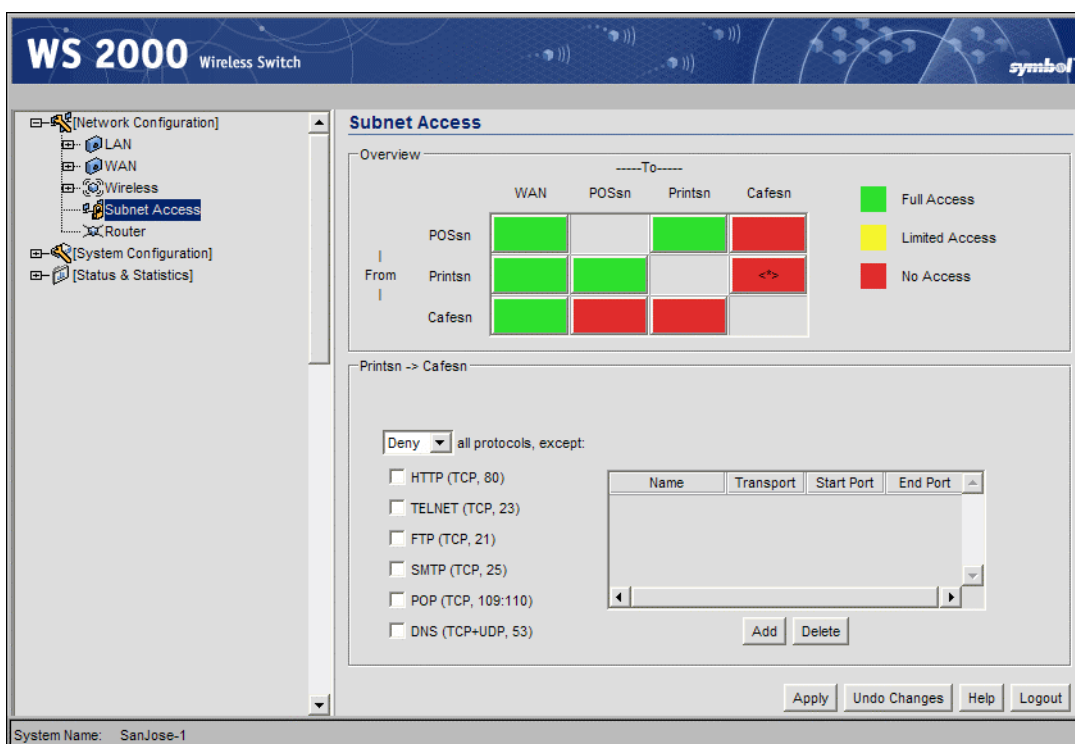 WS 2000 Wireless Switch
symbol
[Network Configuration]
LAN
WAN
Wireless
Subnet Access
Router
[System Configuration]
[Status & Statistics]
Subnet Access
Overview
-----To-----
WAN POSsn Printsn Cafesn
From
POSsn
Printsn <*>
Cafesn
Full Access
Limited Access
No Access
Printsn -> Cafesn
Deny all protocols, except:
HTTP (TCP, 80)
TELNET (TCP, 23)
FTP (TCP, 21)
SMTP (TCP, 25)
POP (TCP, 109:110)
DNS (TCP+UDP, 53)
Name Transport Start Port End Port
Add Delete
Apply Undo Changes Help Logout
System Name: SanJose-1